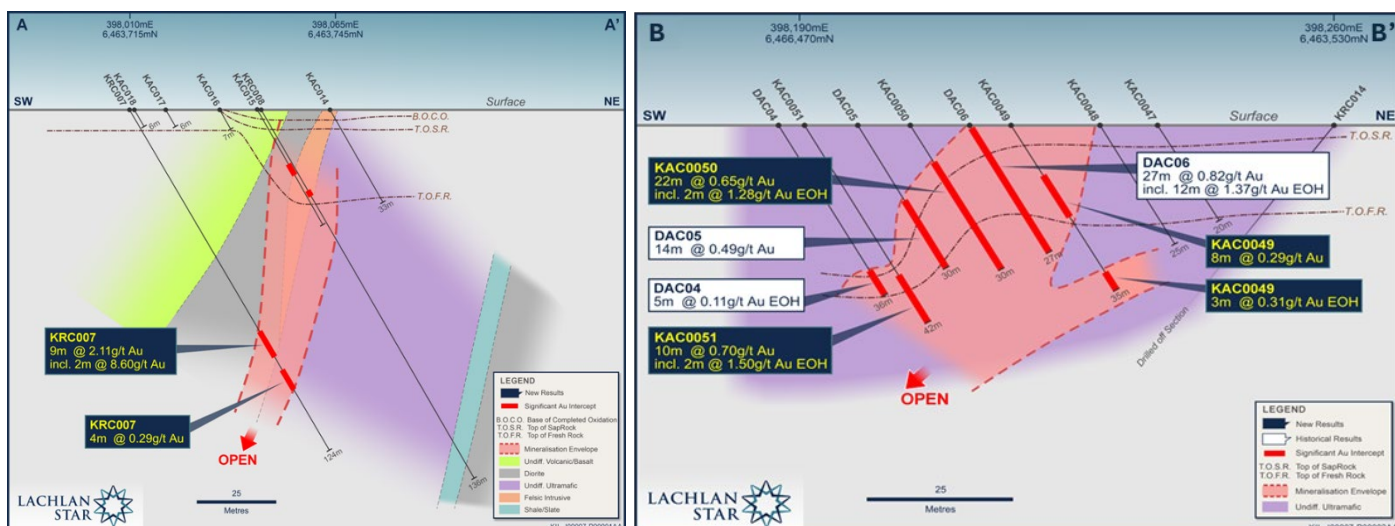 A
398,010mE
6,463,715mN
398,065mE
6,463,745mN
A'
KRC007
KAC018
KAC017
KAC016
KAC015
KRC008
KAC014
SW
Surface
NE
B.O.C.O.
T.O.S.R.
6m
6m
7m
T.O.F.R.
33m
KRC007
9m @ 2.11g/t Au
incl. 2m @ 8.60g/t Au
KRC007
4m @ 0.29g/t Au
OPEN
124m
136m
LEGEND
New Results
Significant Au Intercept
B.O.C.O. Base of Completed Oxidation
T.O.S.R. Top of SapRock
T.O.F.R. Top of Fresh Rock
Mineralisation Envelope
Undiff. Volcanic/Basalt
Diorite
Undiff. Ultramafic
Felsic Intrusive
Shale/Slate
LACHLAN
STAR
25
Metres
B
398,190mE
6,466,470mN
398,260mE
6,463,530mN
B'
DAC04
KAC0051
DAC05
KAC0050
DAC06
KAC0049
KAC0048
KAC0047
KRC014
SW
Surface
NE
T.O.S.R.
KAC0050
22m @ 0.65g/t Au
incl. 2m @ 1.28g/t Au EOH
DAC06
27m @ 0.82g/t Au
incl. 12m @ 1.37g/t Au EOH
T.O.F.R.
DAC05
14m @ 0.49g/t Au
20m
25m
KAC0049
8m @ 0.29g/t Au
27m
30m
30m
DAC04
5m @ 0.11g/t Au EOH
36m
35m
KAC0049
3m @ 0.31g/t Au EOH
42m
KAC0051
10m @ 0.70g/t Au
incl. 2m @ 1.50g/t Au EOH
Drilled off Section
OPEN
LEGEND
New Results
Historical Results
Significant Au Intercept
T.O.S.R. Top of SapRock
T.O.F.R. Top of Fresh Rock
Mineralisation Envelope
Undiff. Ultramafic
LACHLAN
STAR
25
Metres